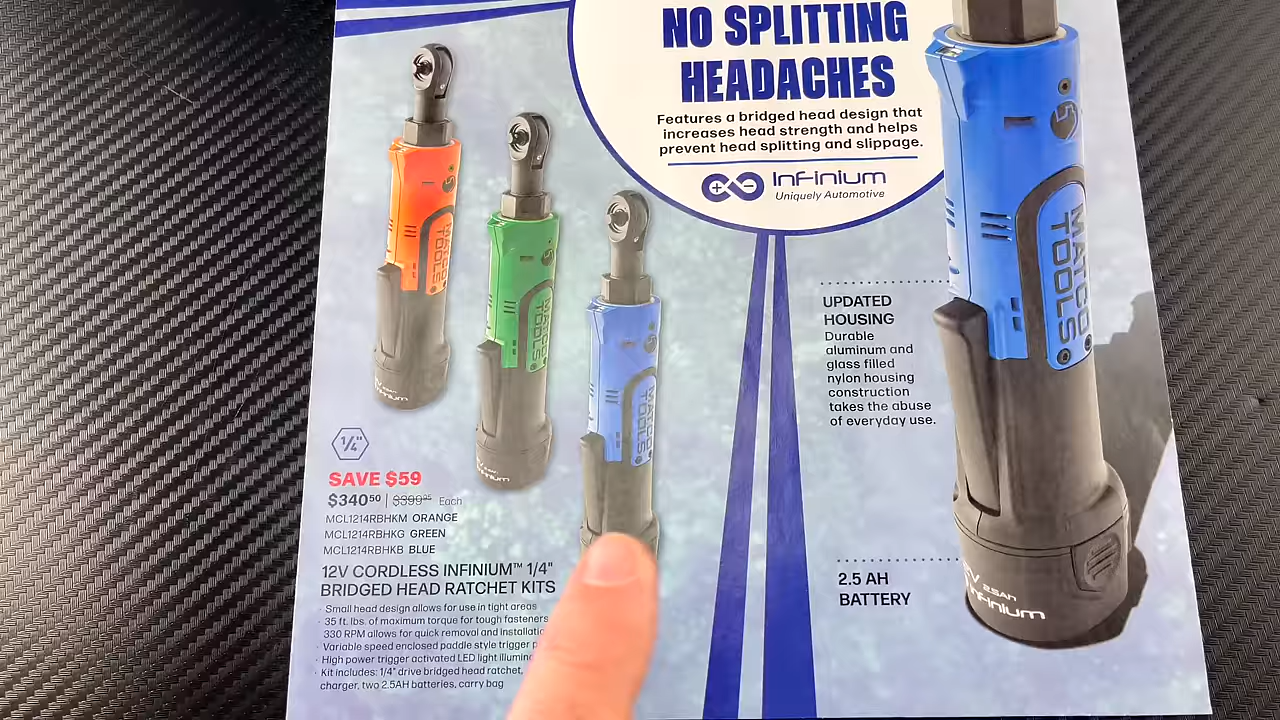 NO SPLITTING
HEADACHES
Features a bridged head design that
increases head strength and helps
prevent head splitting and slippage.
InFinium
Uniquely Automotive
MATCO
TOOLS
MATCO
TOOLS
MATCO
TOOLS
MATCO
TOOLS
UPDATED
HOUSING
Durable
aluminum and
glass filled
nylon housing
construction
takes the abuse
of everyday use.
2.5 AH
BATTERY
2.5AH
infinium
1/4"
SAVE $59
$340.50 | $399.95 Each
MCL1214RBHKM ORANGE
MCL1214RBHKG GREEN
MCL1214RBHKB BLUE
12V CORDLESS INFINIUM™ 1/4"
BRIDGED HEAD RATCHET KITS
· Small head design allows for use in tight areas
· 35 ft. lbs. of maximum torque for tough fasteners
· 330 RPM allows for quick removal and
· Variable speed enclosed paddle style trigger
· High power trigger activated LED light
· Kit includes: 1/4" drive bridged head ratchet,
charger, two 2.5AH batteries, carry bag